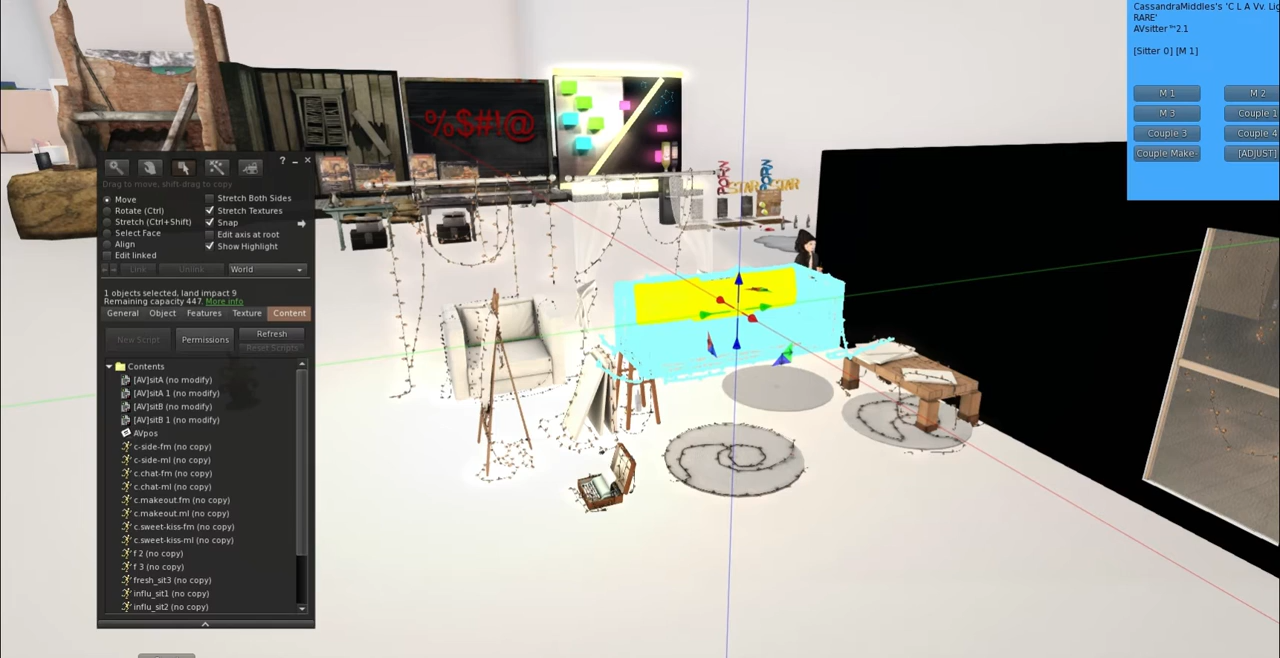 CassandraMiddles's 'C L A Vv. Lig
RARE'
AVsitter™2.1
[Sitter 0] [M 1]
M 1
M 2
M 3
Couple 1
Couple 3
Couple 4
Couple Make-
[ADJUST]
%$#!@
PORN
STAR
PORN
STAR
?
Drag to move, shift-drag to copy
Move
Rotate (Ctrl)
Stretch (Ctrl+Shift)
Select Face
Align
Edit linked
Stretch Both Sides
Stretch Textures
Snap
Edit axis at root
Show Highlight
Link
Unlink
World
1 objects selected, land impact 9
Remaining capacity 447. More info
General
Object
Features
Texture
Content
New Script
Permissions
Refresh
Reset Scripts
Contents
[AV]sitA (no modify)
[AV]sitA 1 (no modify)
[AV]sitB (no modify)
[AV]sitB 1 (no modify)
AVpos
c-side-fm (no copy)
c-side-ml (no copy)
c.chat-fm (no copy)
c.chat-ml (no copy)
c.makeout.fm (no copy)
c.makeout.ml (no copy)
c.sweet-kiss-fm (no copy)
c.sweet-kiss-ml (no copy)
f 2 (no copy)
f 3 (no copy)
fresh_sit3 (no copy)
influ_sit1 (no copy)
influ_sit2 (no copy)